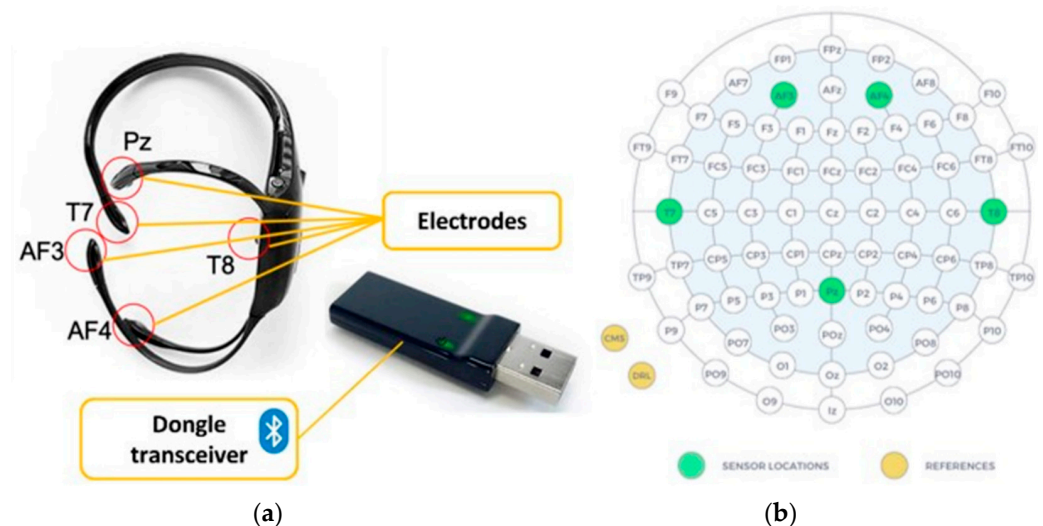 Pz
T7
AF3
T8
AF4
Electrodes
Dongle
transceiver
(a)
FPz
FP1 FP2
AF7 AFz AF8
AF3 AF4
F9 F10
F7 F5 F3 F1 Fz F2 F4 F6 F8
FT9 FT7 FC5 FC3 FC1 FCz FC2 FC4 FC6 FT8 FT10
T7 C5 C3 C1 Cz C2 C4 C6 T8
TP9 TP7 CP5 CP3 CP1 CPz CP2 CP4 CP6 TP8 TP10
P9 P7 P5 P3 P1 Pz P2 P4 P6 P8 P10
PO9 PO7 PO3 POz PO4 PO8 PO10
O1 Oz O2
O9 Iz O10
CMS
DRL
SENSOR LOCATIONS REFERENCES
(b)